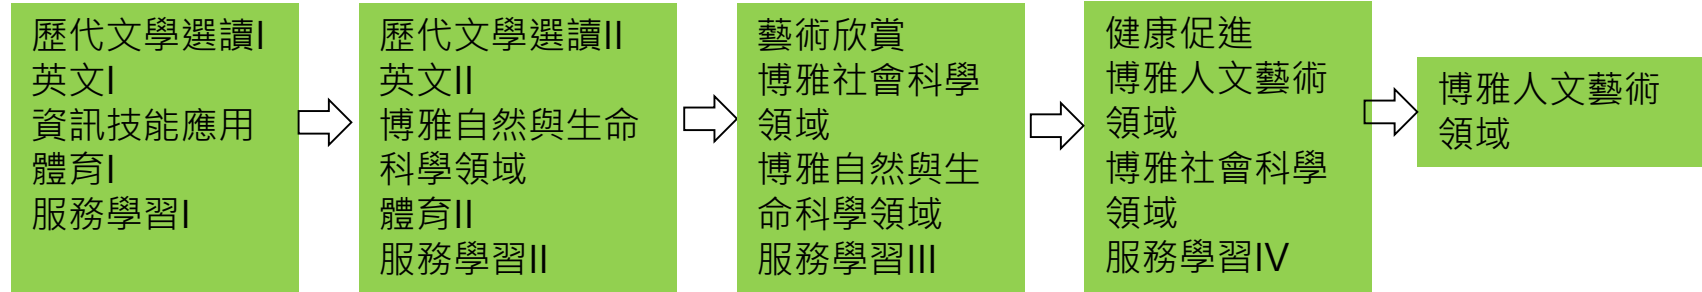 歷代文學選讀I
英文I
資訊技能應用
體育I
服務學習I
歷代文學選讀II
英文II
博雅自然與生命
科學領域
體育II
服務學習II
藝術欣賞
博雅社會科學
領域
博雅自然與生
命科學領域
服務學習III
健康促進
博雅人文藝術
領域
博雅社會科學
領域
服務學習IV
博雅人文藝術
領域